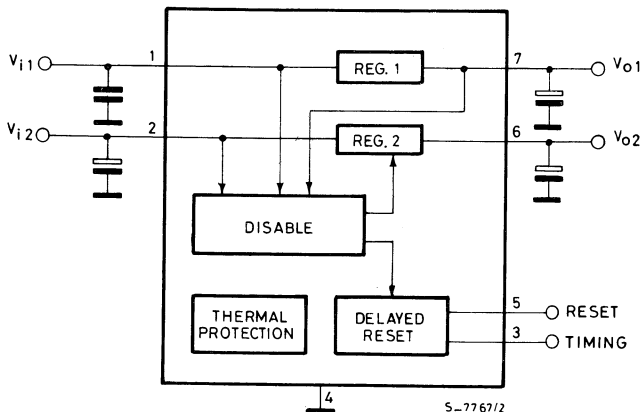 Vi1
1
REG. 1
7
Vo1
Vi2
2
REG. 2
6
Vo2
DISABLE
THERMAL
PROTECTION
DELAYED
RESET
5
RESET
3
TIMING
4
S-7767/2